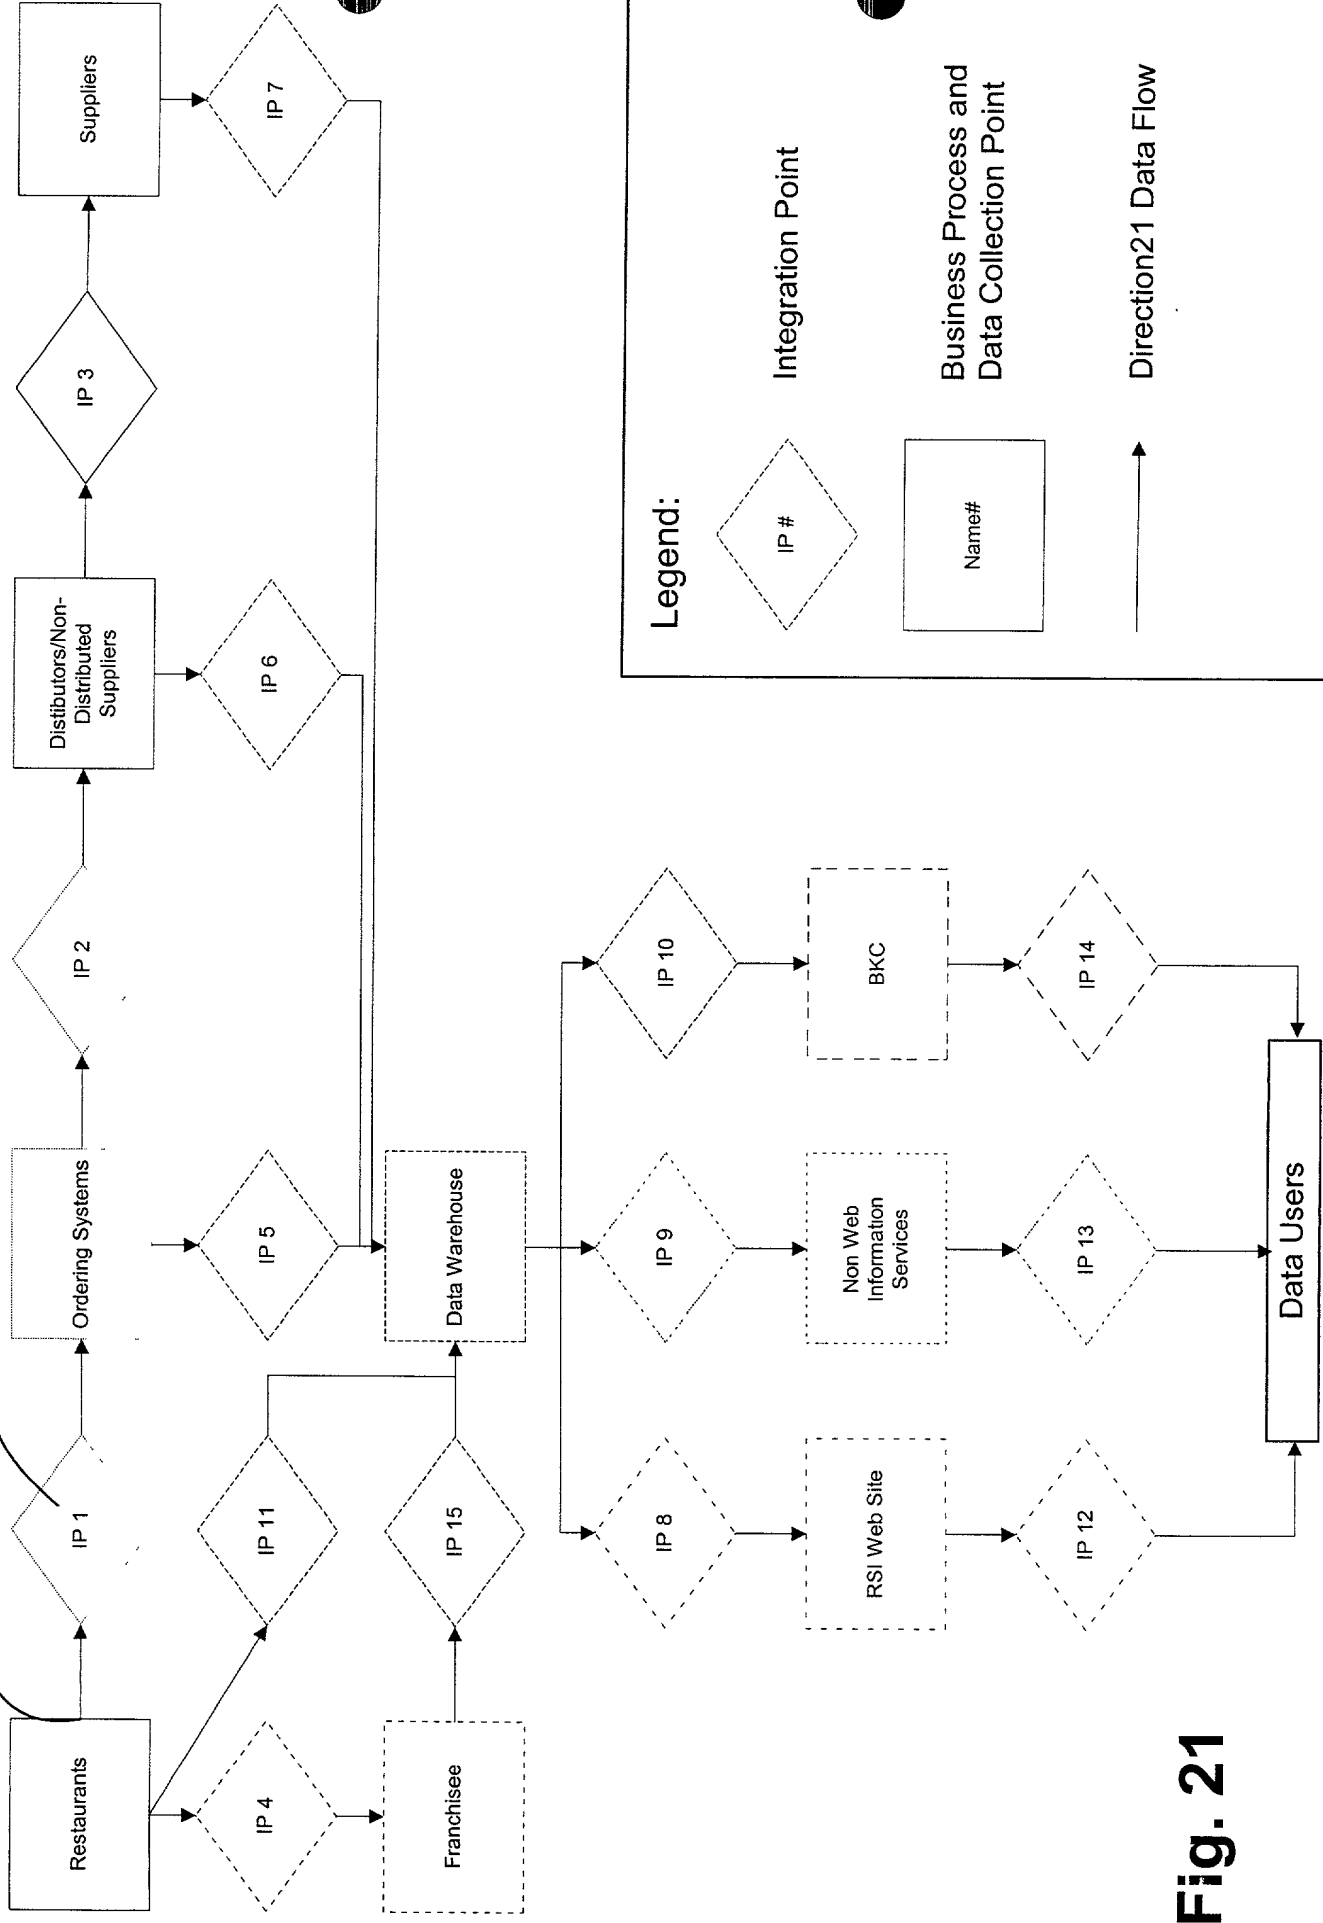 Restaurants
IP 1
Ordering Systems
IP 2
Distibutors/Non-
Distributed
Suppliers
IP 3
Suppliers
IP 4
IP 11
IP 5
IP 6
IP 7
Franchisee
IP 15
Data Warehouse
IP 8
IP 9
IP 10
RSI Web Site
Non Web
Information
Services
BKC
IP 12
IP 13
IP 14
Data Users
Legend:
IP #
Integration Point
Name#
Business Process and
Data Collection Point
Direction21 Data Flow
Fig. 21